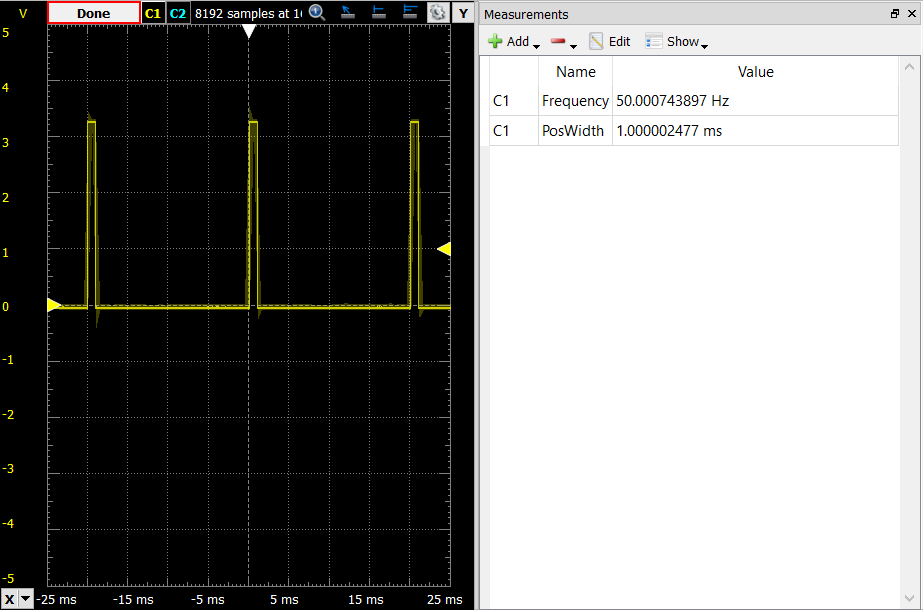 V Done C1 C2 8192 samples at 1 Y
5
4
3
2
1
0
-1
-2
-3
-4
-5
X -25 ms -15 ms -5 ms 5 ms 15 ms 25 ms
Measurements
Add Edit Show
Name Value
C1 Frequency 50.000743897 Hz
C1 PosWidth 1.000002477 ms